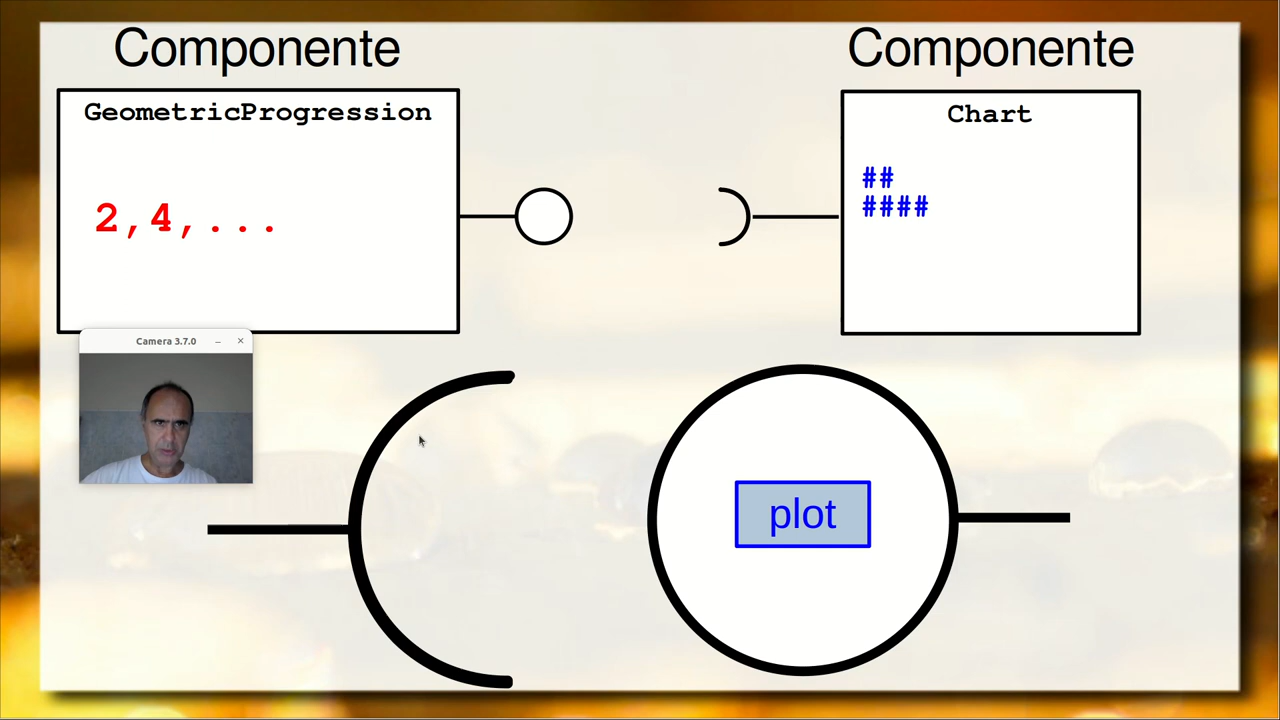 Componente
GeometricProgression
2,4,...
Componente
Chart
##
####
Camera 3.7.0
plot